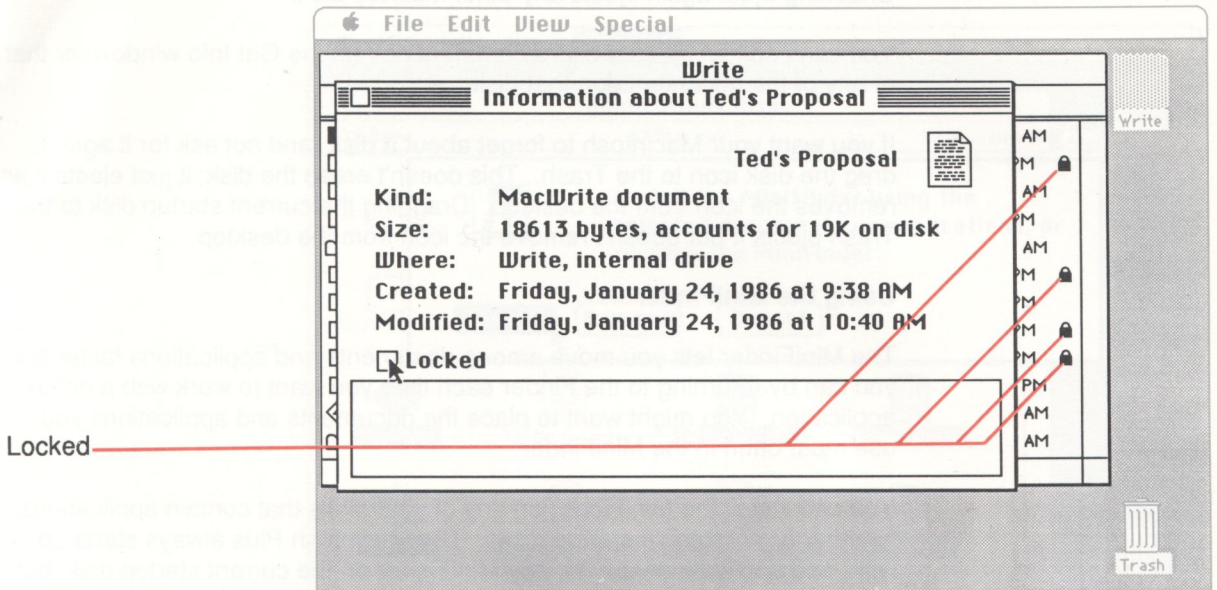 File Edit View Special
Write
Information about Ted's Proposal
Write
Ted's Proposal
Kind: MacWrite document
Size: 18613 bytes, accounts for 19K on disk
Where: Write, internal drive
Created: Friday, January 24, 1986 at 9:38 AM
Modified: Friday, January 24, 1986 at 10:40 AM
Locked
AM
PM
AM
PM
AM
PM
PM
PM
PM
AM
AM
Locked
Trash